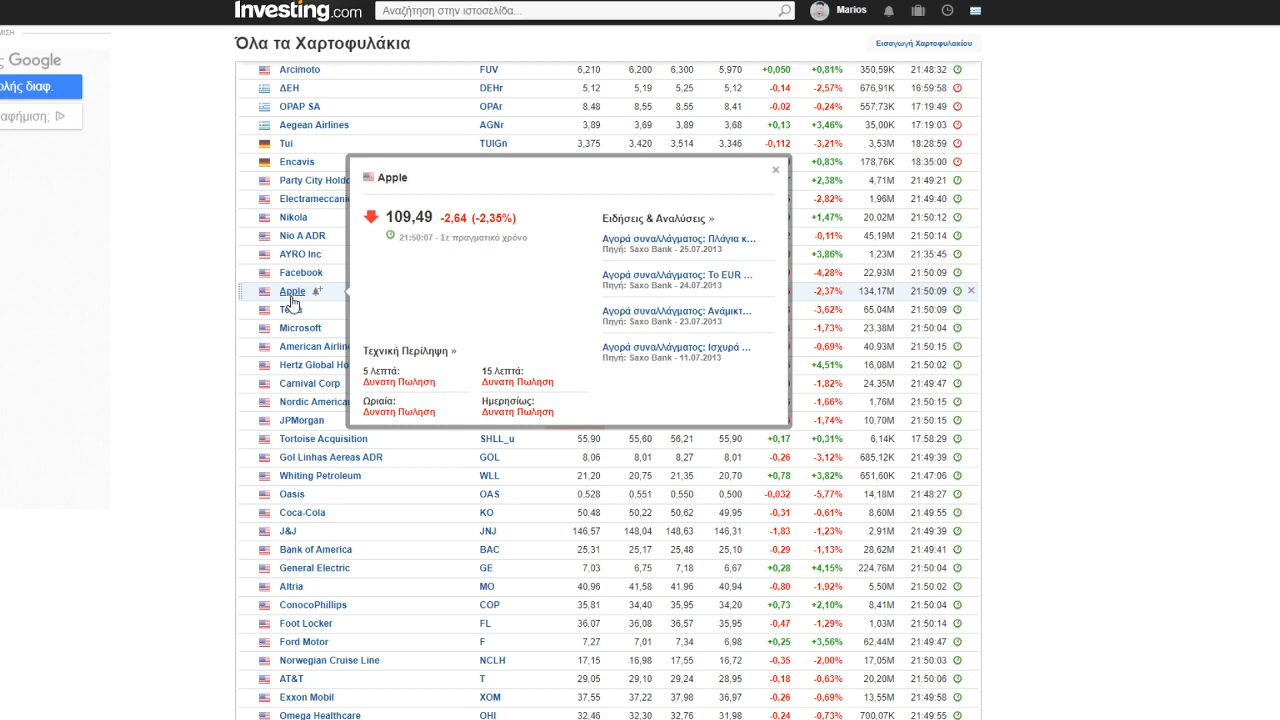 ΜΙΣΗ
Investing.com
Αναζήτηση στην ιστοσελίδα...
Marios
Όλα τα Χαρτοφυλάκια
Εισαγωγή Χαρτοφυλακίου
ς Google
ολής διαφ.
αφήμιση;
Arcimoto FUV 6,210 6,200 6,300 5,970 +0,050 +0,81% 350,59K 21:48:32
ΔΕΗ DEHr 5,12 5,19 5,25 5,12 -0,14 -2,57% 676,91K 16:59:58
OPAP SA OPAr 8,48 8,55 8,55 8,41 -0,02 -0,24% 557,73K 17:19:49
Aegean Airlines AGNr 3,89 3,69 3,89 3,68 +0,13 +3,46% 35,00K 17:19:03
Tui TUIGn 3,375 3,420 3,514 3,346 -0,112 -3,21% 3,53M 18:28:59
Encavis +0,83% 178,76K 18:35:00
Party City Holdc +2,38% 4,71M 21:49:21
Electrameccani -2,82% 1,96M 21:49:40
Nikola +1,47% 20,02M 21:50:12
Nio A ADR -0,11% 45,19M 21:50:14
AYRO Inc +3,86% 1,23M 21:35:45
Facebook -4,28% 22,93M 21:50:09
Apple -2,37% 134,17M 21:50:09
-3,62% 65,04M 21:50:09
Microsoft -1,73% 23,38M 21:50:04
American Airline -0,69% 40,93M 21:50:15
Hertz Global Ho +4,51% 16,08M 21:50:02
Carnival Corp -1,82% 24,35M 21:49:47
Nordic America -1,66% 1,76M 21:50:15
JPMorgan -1,74% 10,70M 21:50:15
Apple
109,49 -2,64 (-2,35%)
21:50:07 - Σε πραγματικό χρόνο
Τεχνική Περίληψη »
5 λεπτά: 15 λεπτά:
Δυνατη Πωληση Δυνατη Πωληση
Ωριαία: Ημερησίως:
Δυνατη Πωληση Δυνατη Πωληση
Ειδήσεις & Αναλύσεις »
Αγορά συναλλάγματος: Πλάγια κ...
Πηγή: Saxo Bank - 25.07.2013
Αγορά συναλλάγματος: Το EUR ...
Πηγή: Saxo Bank - 24.07.2013
Αγορά συναλλάγματος: Ανάμικτ...
Πηγή: Saxo Bank - 23.07.2013
Αγορά συναλλάγματος: Ισχυρά ...
Πηγή: Saxo Bank - 11.07.2013
Tortoise Acquisition SHLL_u 55,90 55,60 56,21 55,90 +0,17 +0,31% 6,14K 17:58:29
Gol Linhas Aereas ADR GOL 8,06 8,01 8,27 8,01 -0,26 -3,12% 685,12K 21:49:39
Whiting Petroleum WLL 21,20 20,75 21,35 20,70 +0,78 +3,82% 651,60K 21:47:06
Oasis OAS 0,528 0,551 0,550 0,500 -0,032 -5,77% 14,18M 21:48:27
Coca-Cola KO 50,48 50,22 50,62 49,95 -0,31 -0,61% 8,60M 21:49:55
J&J JNJ 146,57 148,04 148,63 146,31 -1,83 -1,23% 2,91M 21:49:39
Bank of America BAC 25,31 25,17 25,48 25,10 -0,29 -1,13% 28,62M 21:49:41
General Electric GE 7,03 6,75 7,18 6,67 +0,28 +4,15% 224,76M 21:50:04
Altria MO 40,96 41,58 41,96 40,94 -0,80 -1,92% 5,50M 21:50:02
ConocoPhillips COP 35,81 34,40 35,95 34,20 +0,73 +2,10% 8,41M 21:50:04
Foot Locker FL 36,07 36,08 36,57 35,95 -0,47 -1,29% 1,03M 21:50:14
Ford Motor F 7,27 7,01 7,34 6,98 +0,25 +3,56% 62,44M 21:49:47
Norwegian Cruise Line NCLH 17,15 16,98 17,55 16,72 -0,35 -2,00% 17,05M 21:50:03
AT&T T 29,05 29,10 29,24 28,95 -0,18 -0,63% 20,20M 21:50:06
Exxon Mobil XOM 37,55 37,22 37,98 36,97 -0,26 -0,69% 13,55M 21:49:58
Omega Healthcare OHI 32,46 32,30 32,76 31,98 -0,24 -0,73% 700,07K 21:49:55